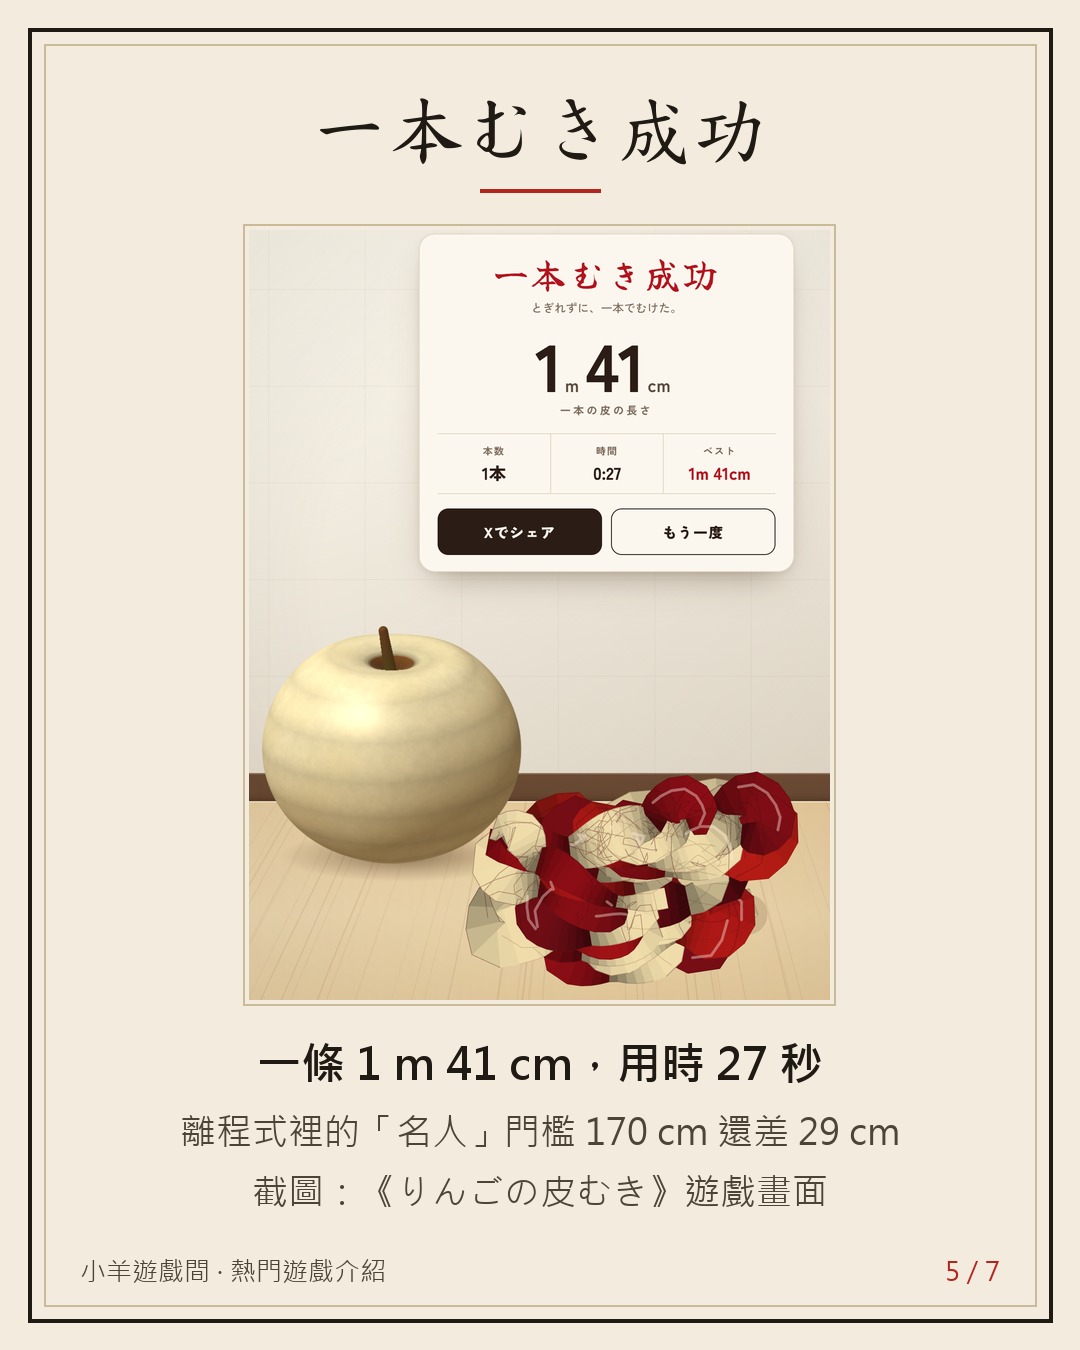 一本むき成功
一本むき成功
とぎれずに、一本でむけた。
1 m 41 cm
一本の皮の長さ
本数 時間 ベスト
1本 0:27 1m 41cm
Xでシェア もう一度
一條 1 m 41 cm，用時 27 秒
離程式裡的「名人」門檻 170 cm 還差 29 cm
截圖：《りんごの皮むき》遊戲畫面
小羊遊戲間 · 熱門遊戲介紹 5 / 7